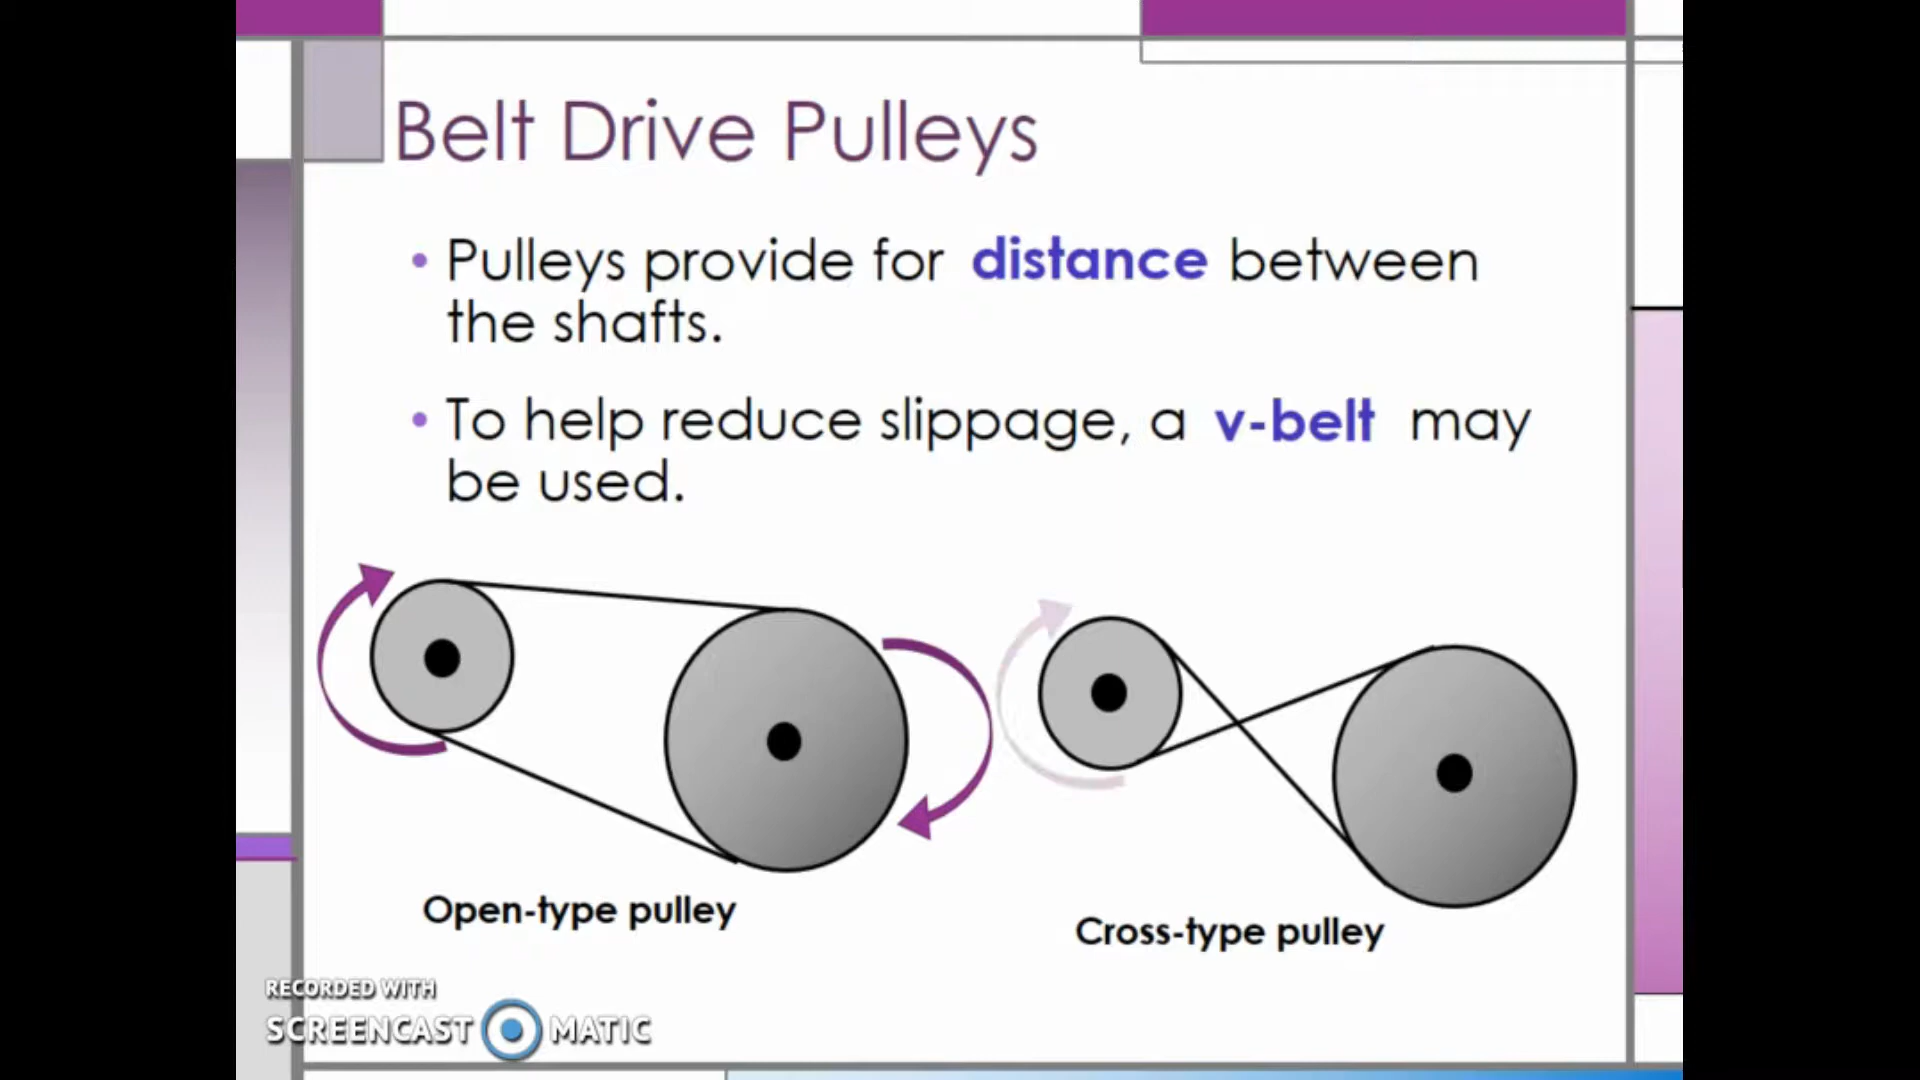 Belt Drive Pulleys
• Pulleys provide for distance between
the shafts.
• To help reduce slippage, a v-belt may
be used.
Open-type pulley
Cross-type pulley
RECORDED WITH
SCREENCAST MATIC